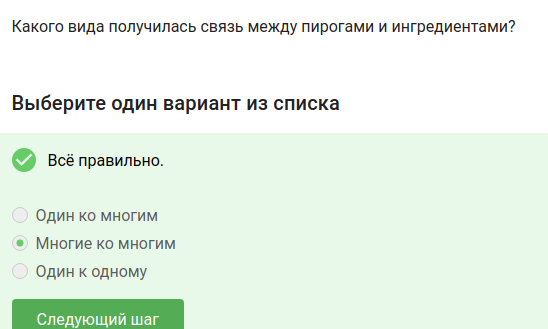 Какого вида получилась связь между пирогами и ингредиентами?
Выберите один вариант из списка
Всё правильно.
Один ко многим
Многие ко многим
Один к одному
Следующий шаг